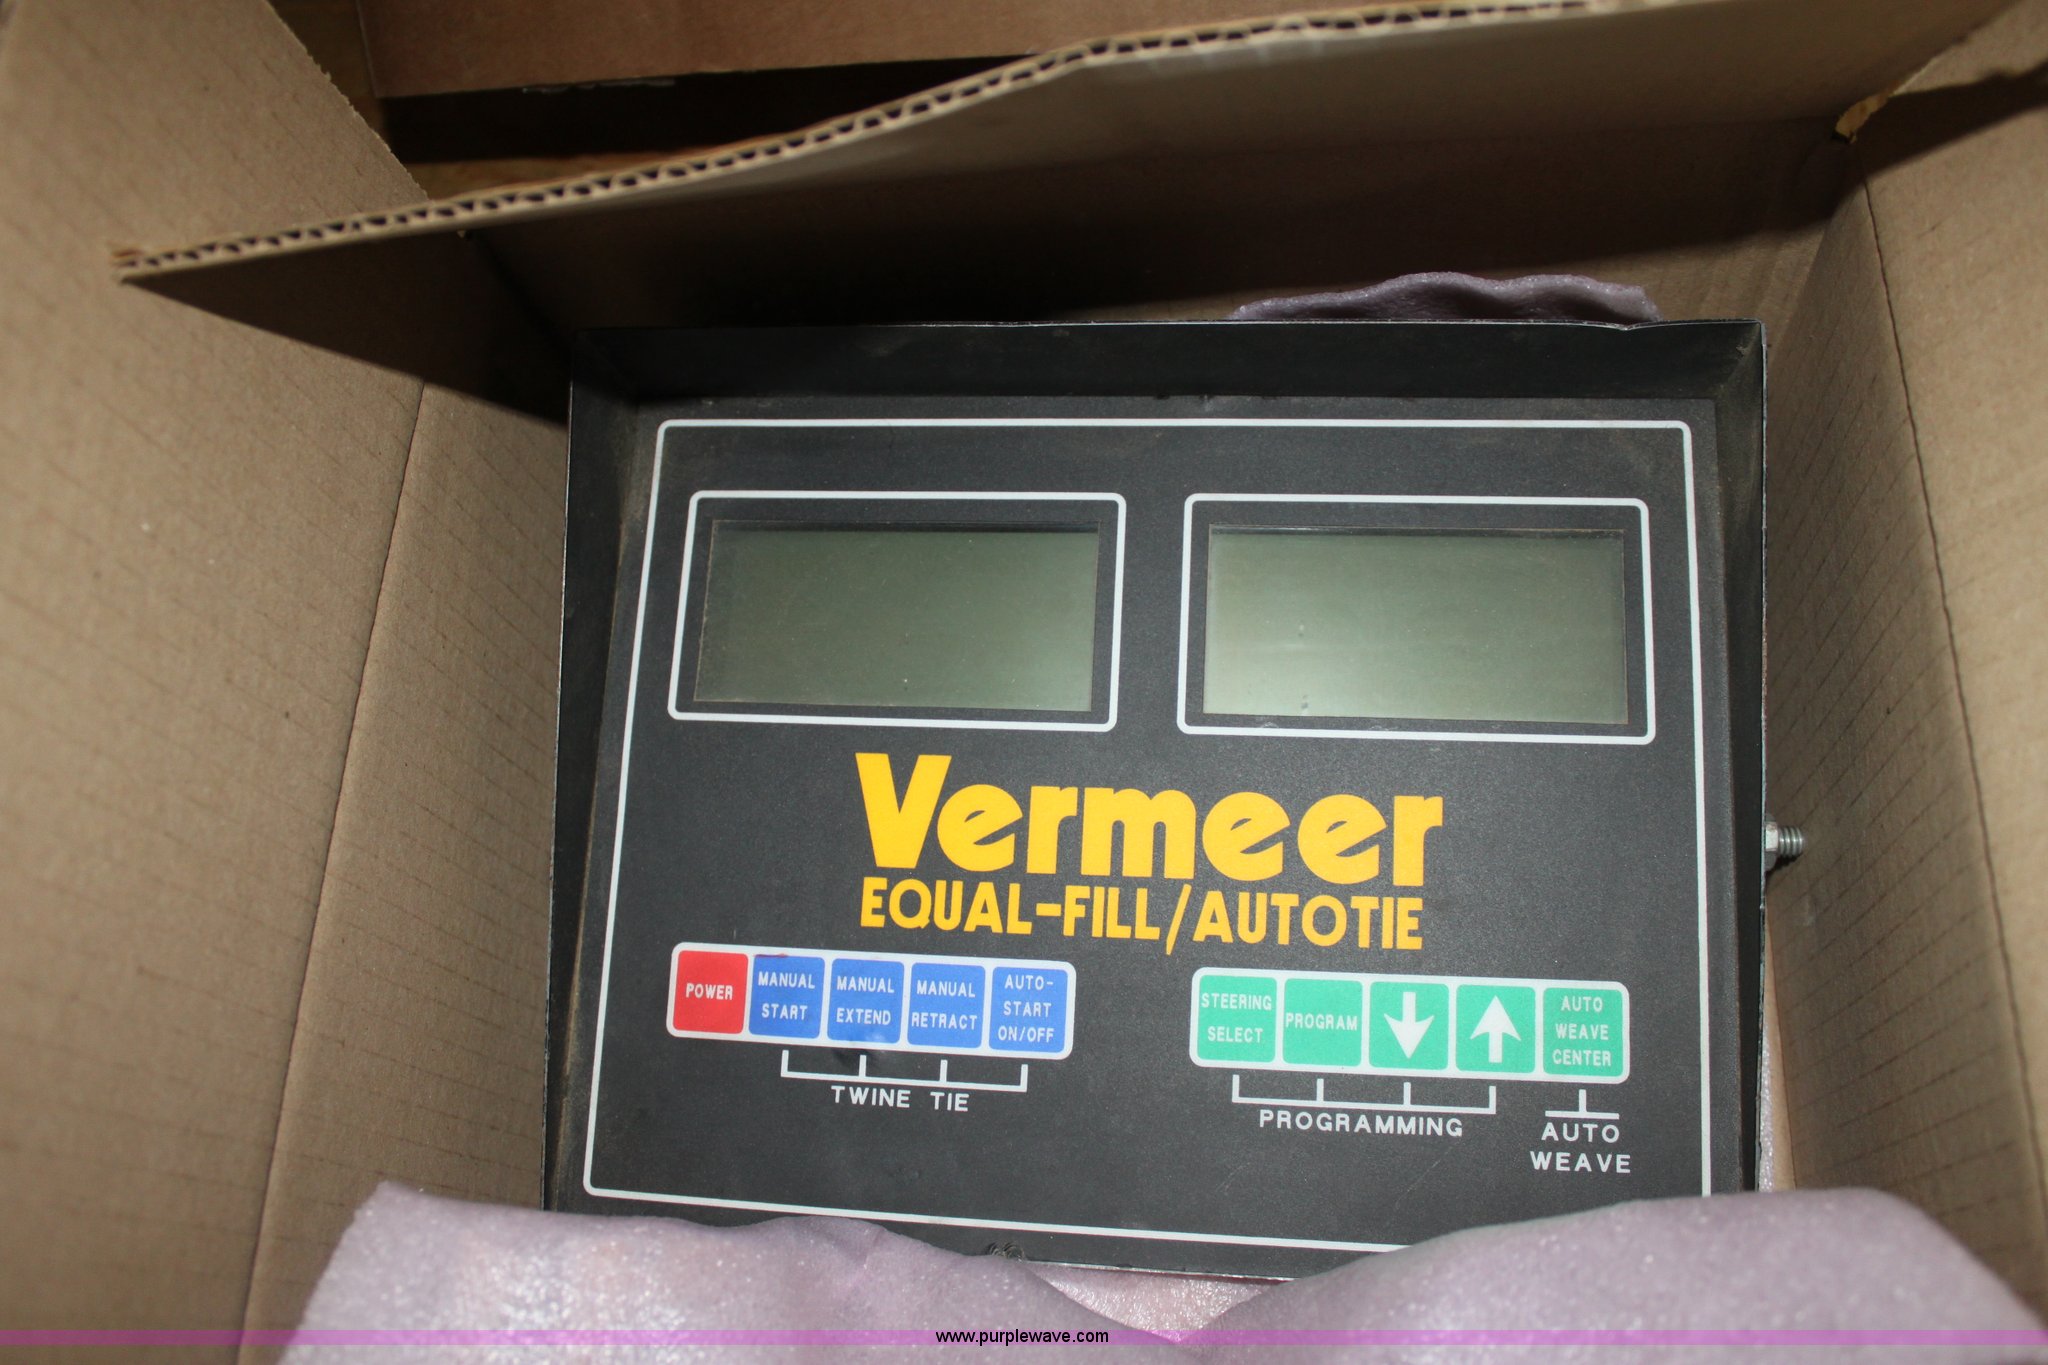 Vermeer
EQUAL-FILL/AUTOTIE
POWER
MANUAL
START
MANUAL
EXTEND
MANUAL
RETRACT
AUTO-
START
ON/OFF
TWINE TIE
STEERING
SELECT
PROGRAM
AUTO
WEAVE
CENTER
PROGRAMMING
AUTO
WEAVE
www.purplewave.com